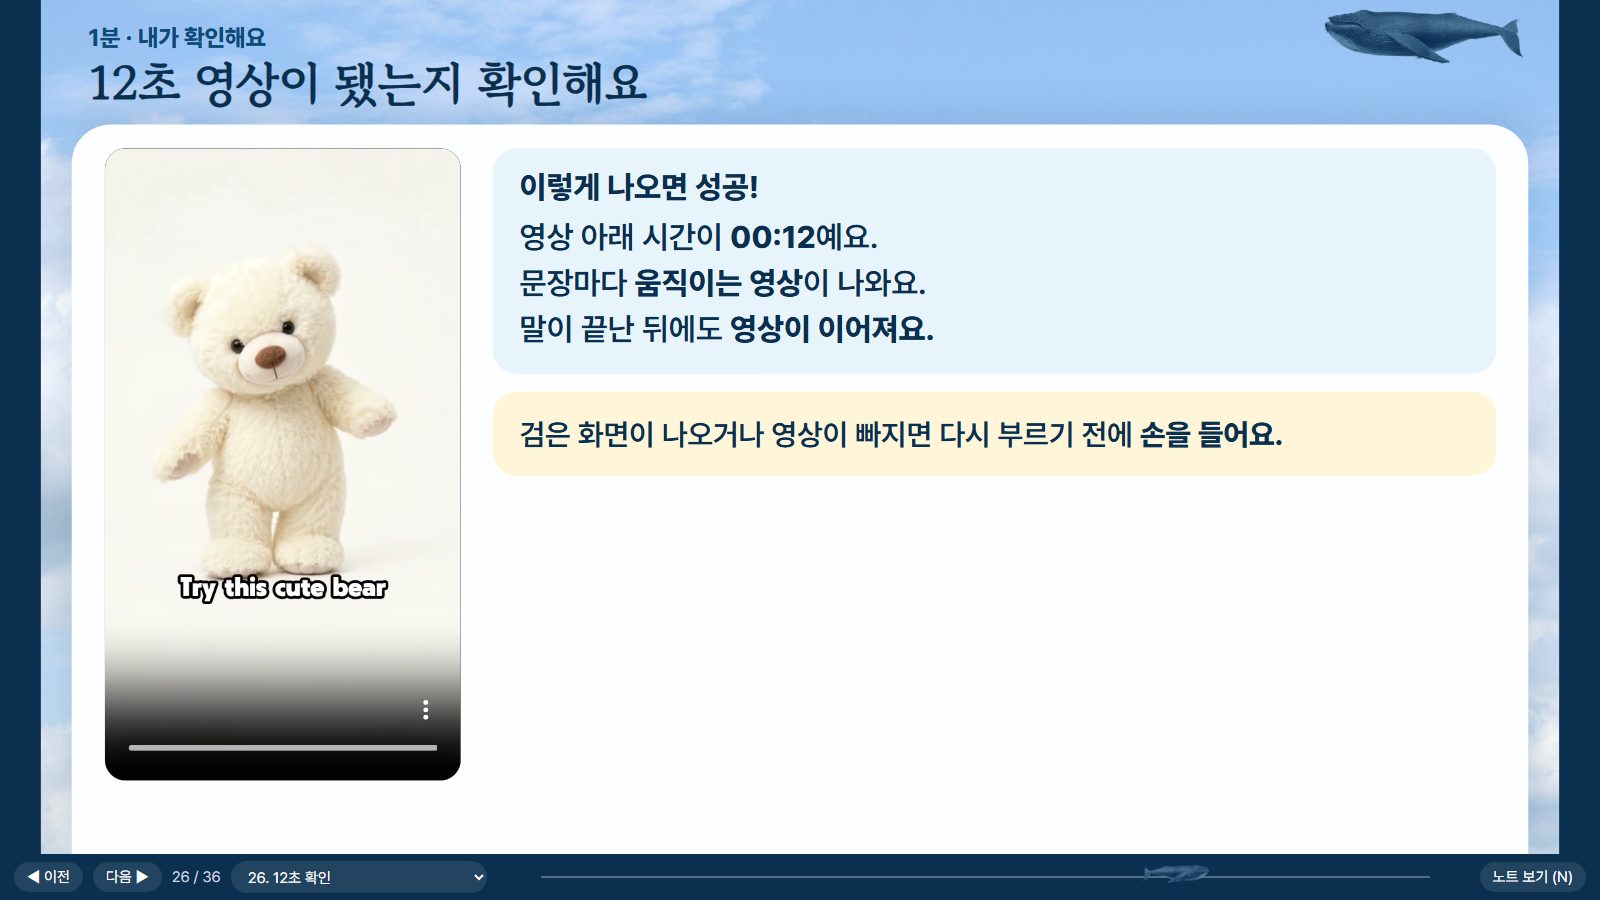 1분 · 내가 확인해요
12초 영상이 됐는지 확인해요
Try this cute bear
이렇게 나오면 성공!
영상 아래 시간이 00:12예요.
문장마다 움직이는 영상이 나와요.
말이 끝난 뒤에도 영상이 이어져요.
검은 화면이 나오거나 영상이 빠지면 다시 부르기 전에 손을 들어요.
◀ 이전 다음 ▶ 26 / 36 26. 12초 확인 노트 보기 (N)